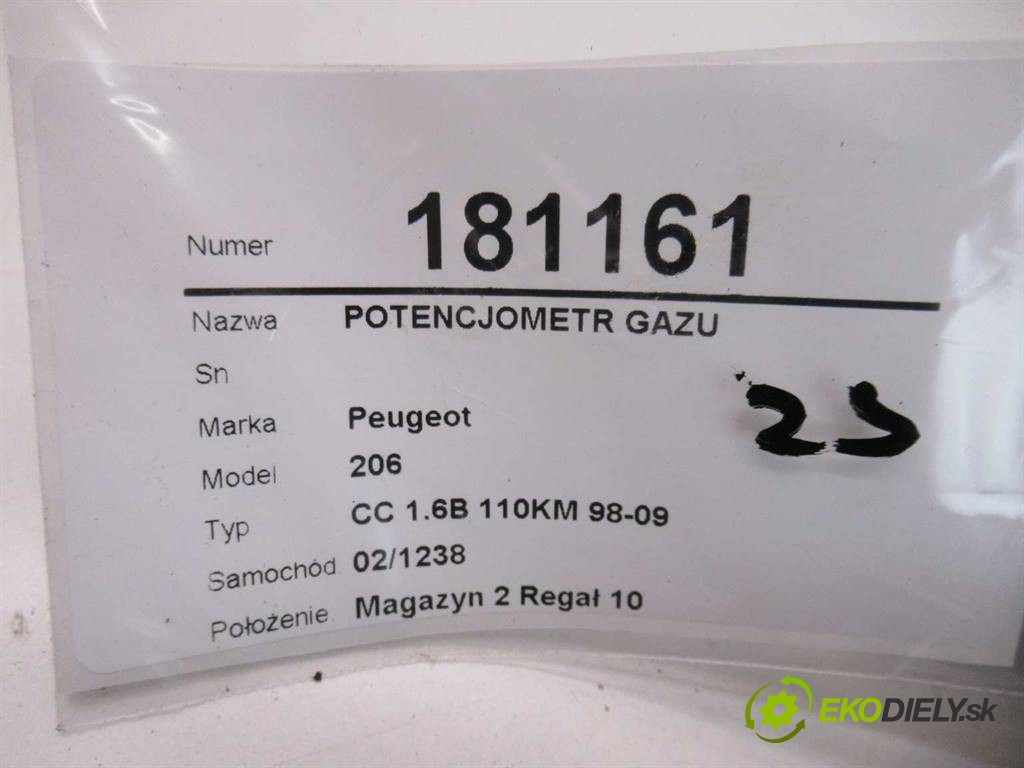 Numer 181161
Nazwa POTENCJOMETR GAZU
Sn
Marka Peugeot
Model 206
Typ CC 1.6B 110KM 98-09
Samochód 02/1238
Położenie Magazyn 2 Regał 10
EKODIELY.sk